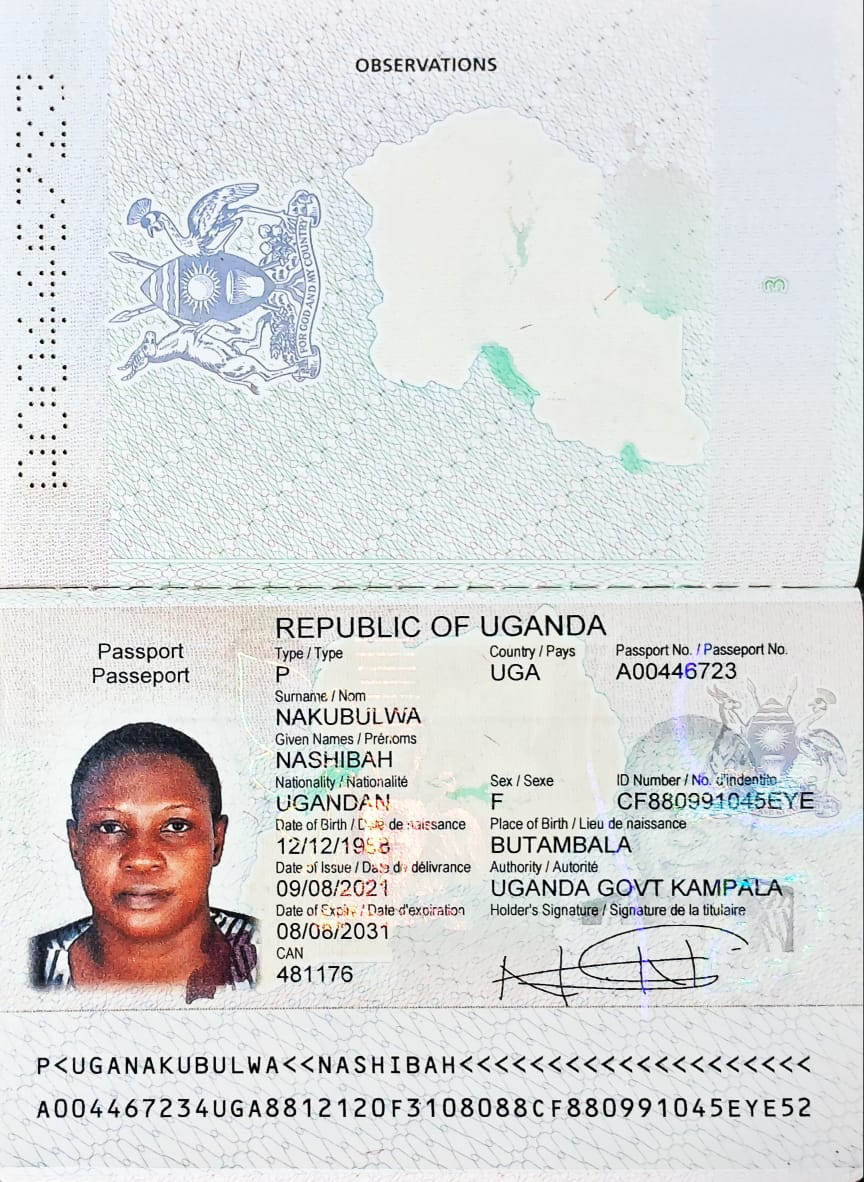 OBSERVATIONS
A00446723
FOR GOD AND MY COUNTRY
3
REPUBLIC OF UGANDA
Passport
Passeport
Type / Type
Country / Pays
Passport No. / Passeport No.
P
UGA
A00446723
Surname / Nom
NAKUBULWA
Given Names / Prénoms
NASHIBAH
Nationality / Nationalité
Sex / Sexe
ID Number / No. d'indentité
UGANDAN
F
CF880991045EYE
Date of Birth / Date de naissance
Place of Birth / Lieu de naissance
12/12/1988
BUTAMBALA
Date of Issue / Date de délivrance
Authority / Autorité
09/08/2021
UGANDA GOVT KAMPALA
Date of Expiry / Date d'expiration
Holder's Signature / Signature de la titulaire
08/08/2031
CAN
481176
P<UGANAKUBULWA<<NASHIBAH<<<<<<<<<<<<<<<<<<<<
A004467234UGA8812120F3108088CF880991045EYE52